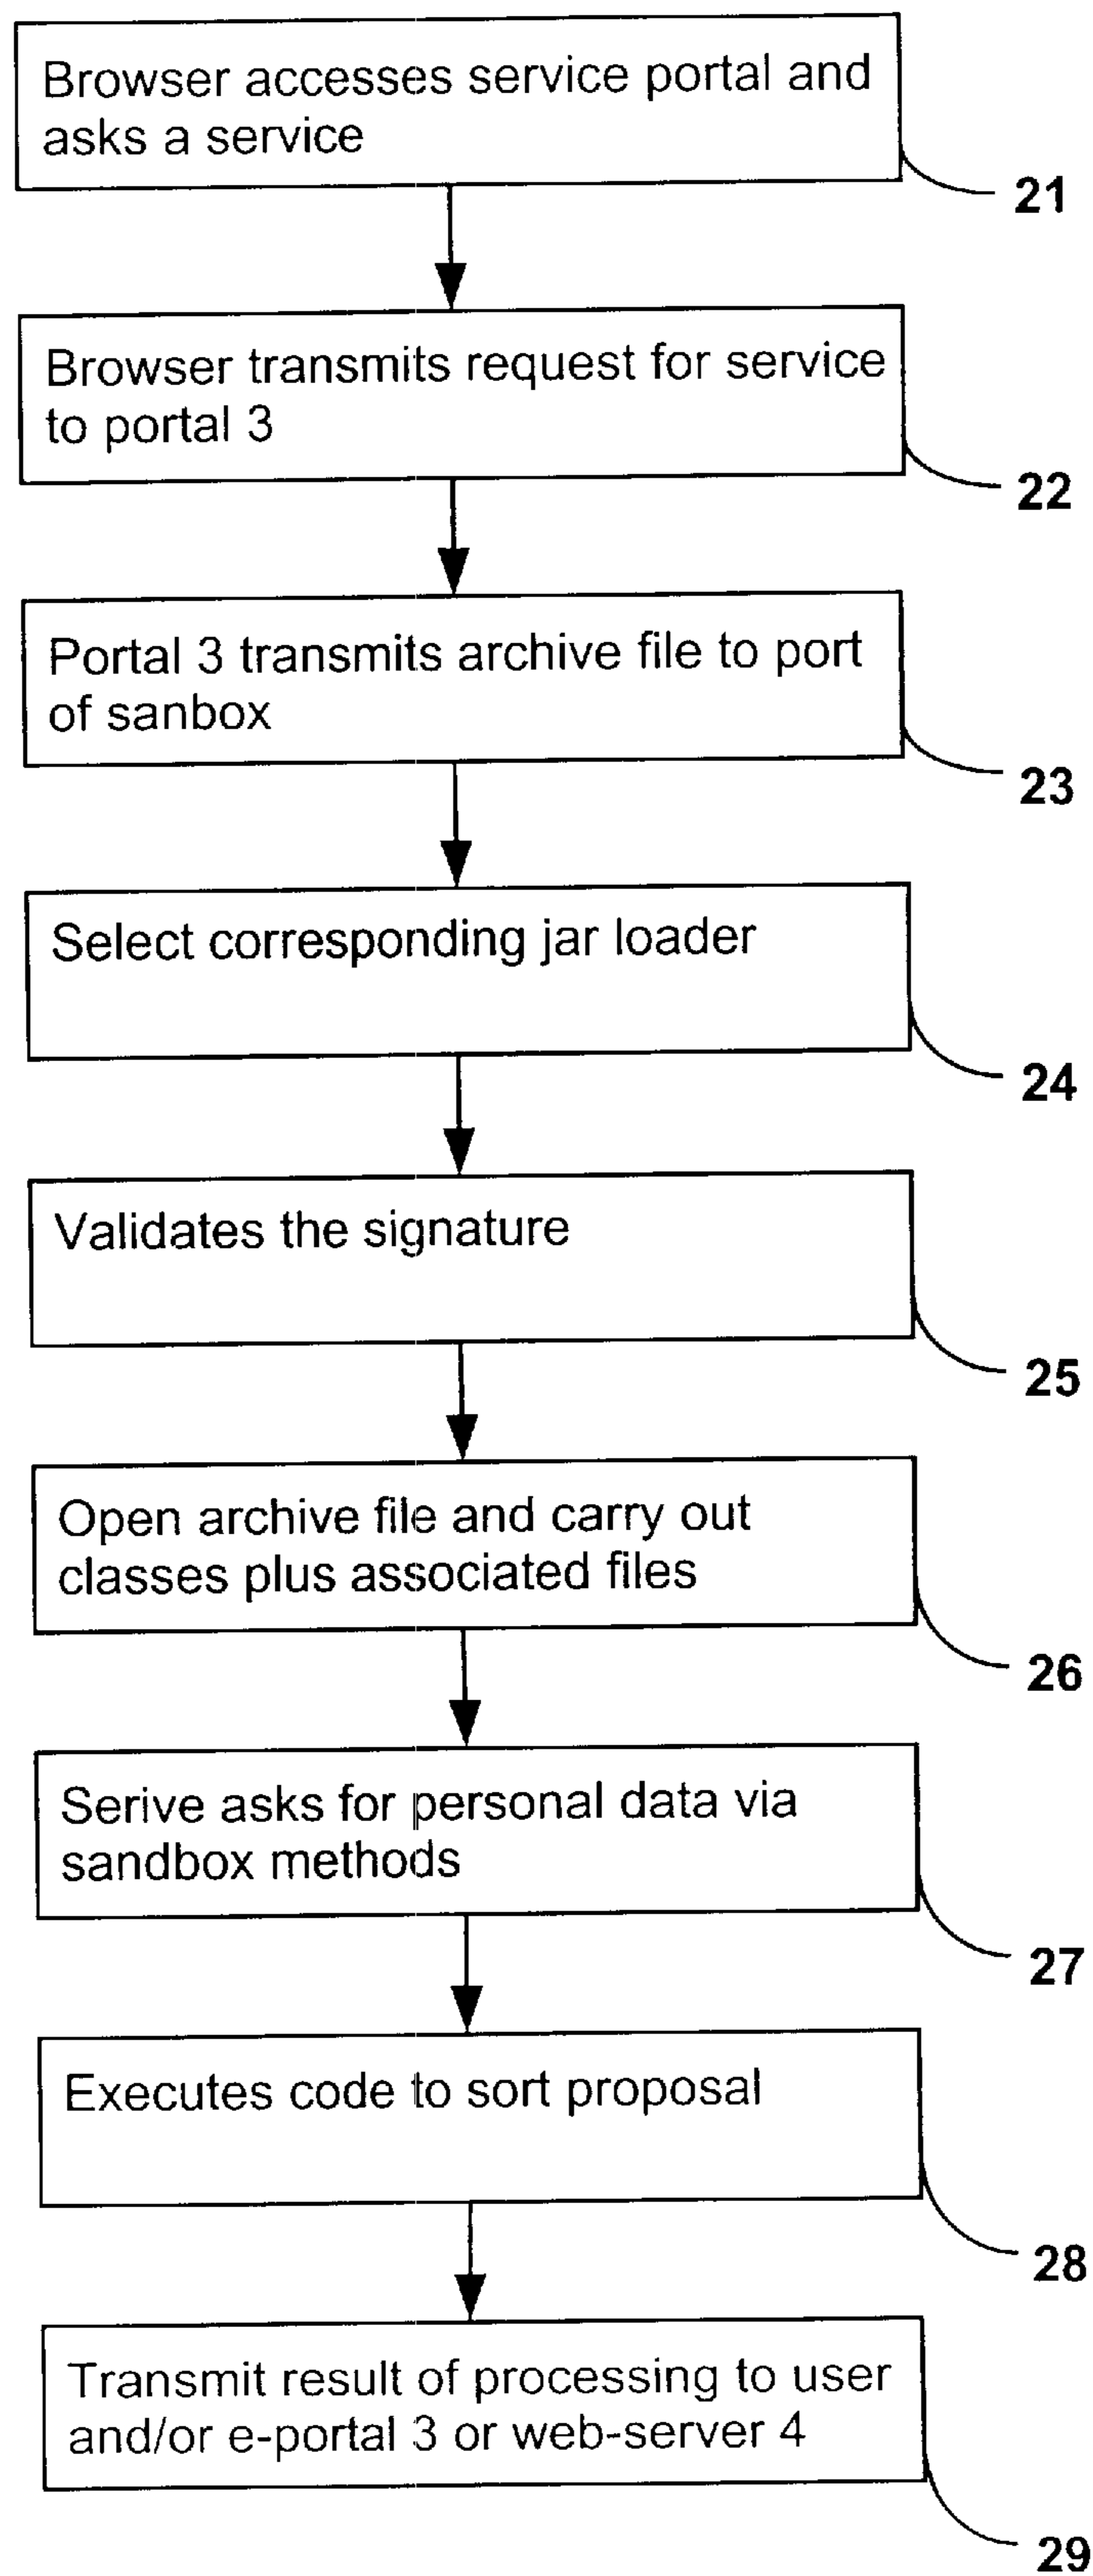 Browser accesses service portal and
asks a service
21
Browser transmits request for service
to portal 3
22
Portal 3 transmits archive file to port
of sanbox
23
Select corresponding jar loader
24
Validates the signature
25
Open archive file and carry out
classes plus associated files
26
Serive asks for personal data via
sandbox methods
27
Executes code to sort proposal
28
Transmit result of processing to user
and/or e-portal 3 or web-server 4
29